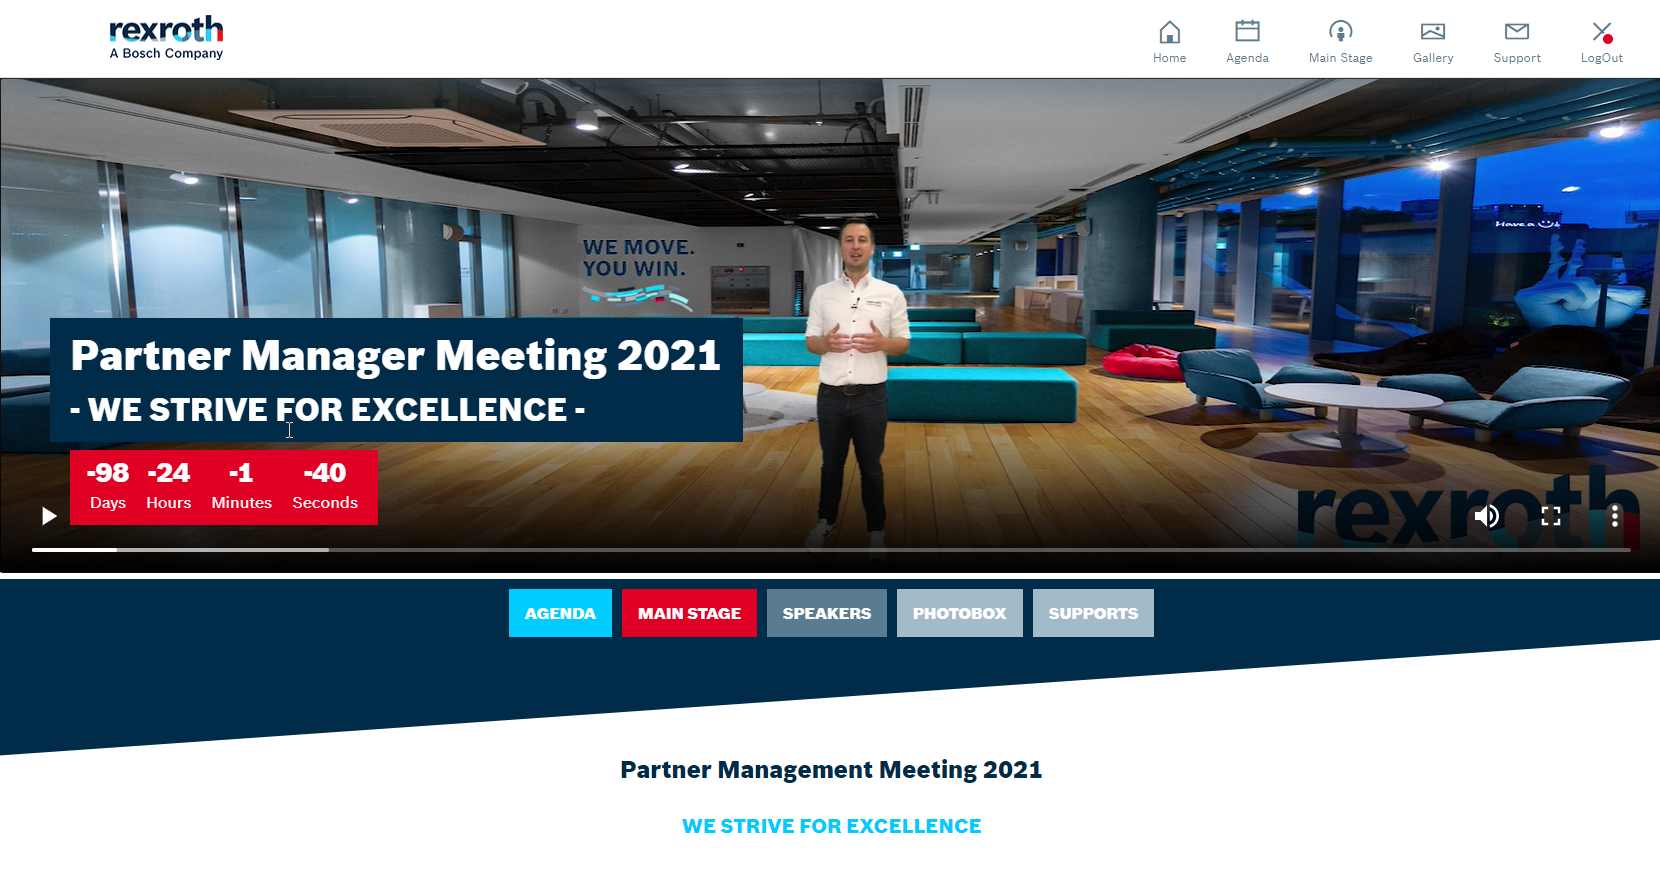 rexroth
A Bosch Company
Home
Agenda
Main Stage
Gallery
Support
LogOut
WE MOVE.
YOU WIN.
Have a
Partner Manager Meeting 2021
- WE STRIVE FOR EXCELLENCE -
-98 -24 -1 -40
Days Hours Minutes Seconds
rexroth
AGENDA
MAIN STAGE
SPEAKERS
PHOTOBOX
SUPPORTS
Partner Management Meeting 2021
WE STRIVE FOR EXCELLENCE